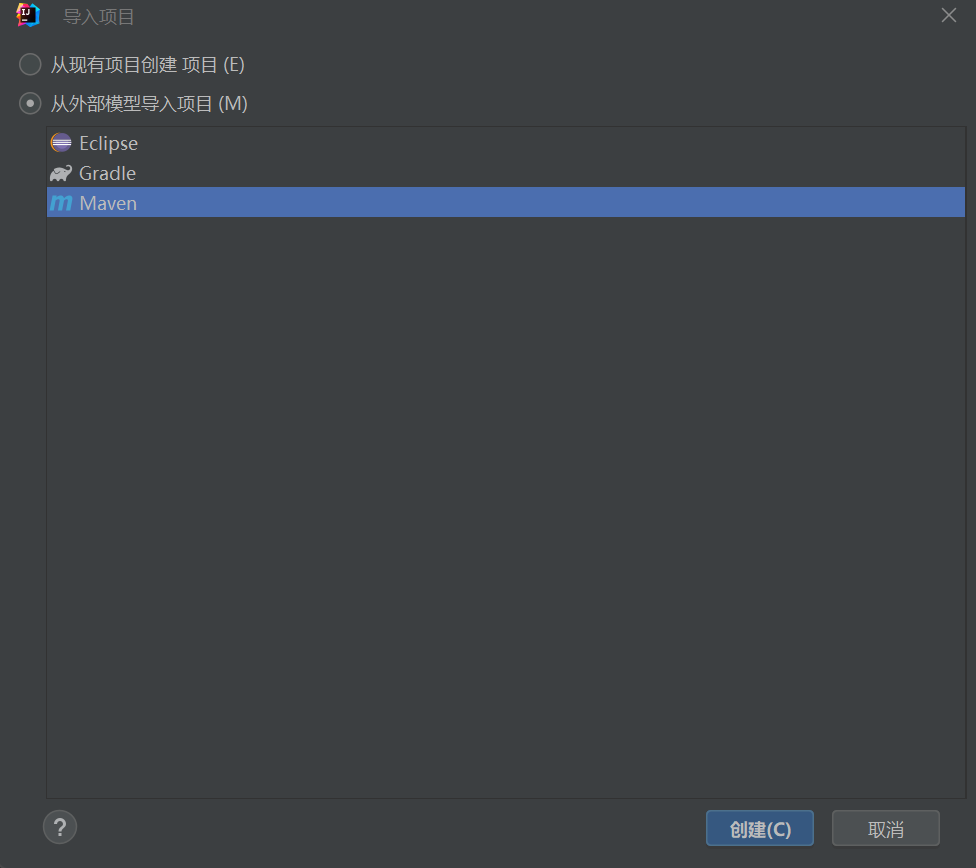 导入项目
从现有项目创建 项目 (E)
从外部模型导入项目 (M)
Eclipse
Gradle
Maven
?
创建(C)
取消